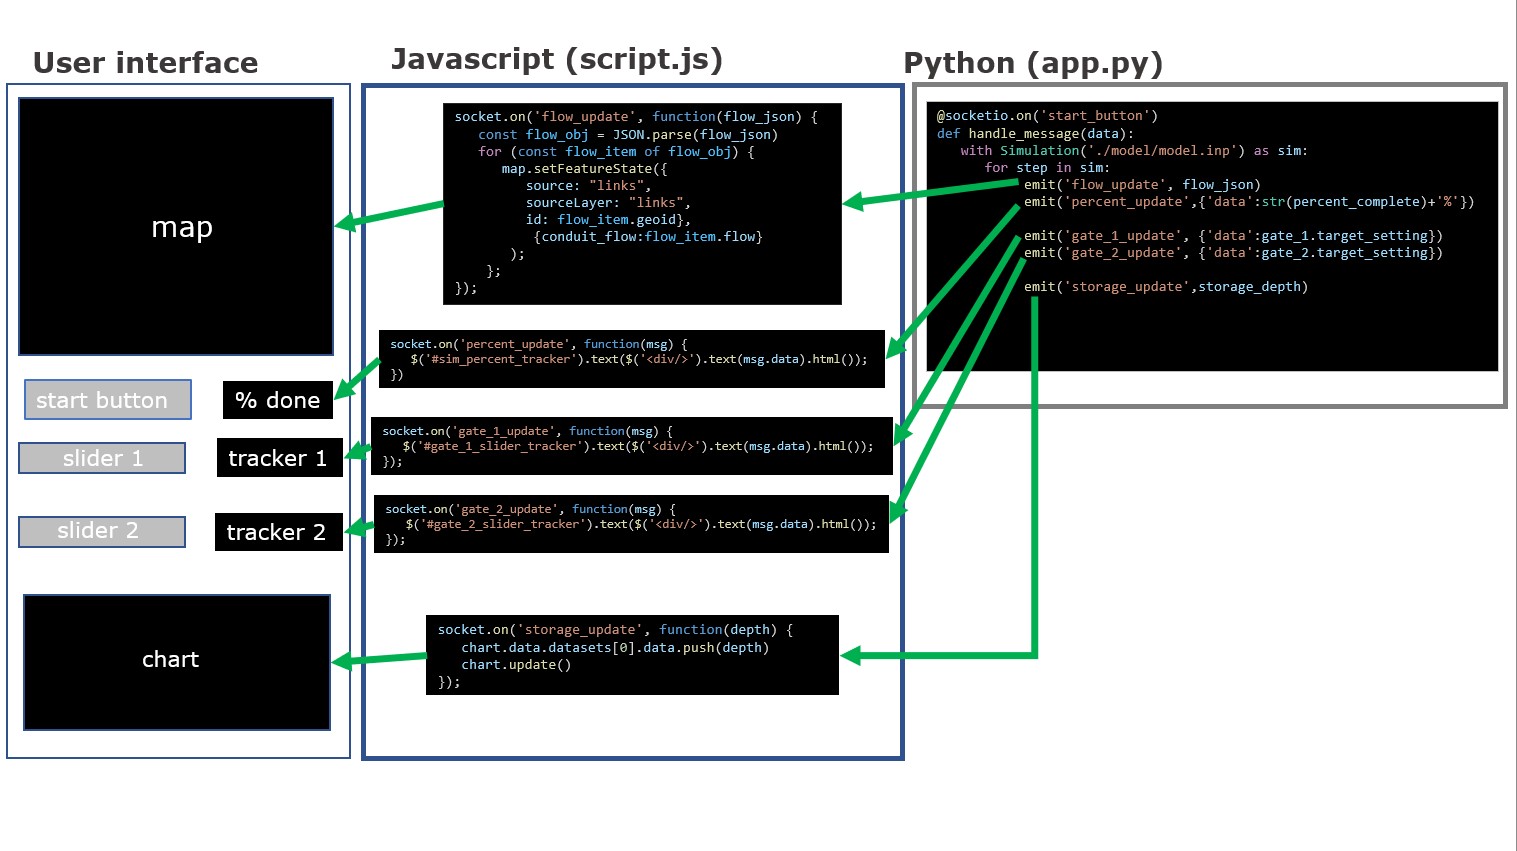 User interface
map
start button
% done
slider 1
tracker 1
slider 2
tracker 2
chart
Javascript (script.js)
socket.on('flow_update', function(flow_json) {
const flow_obj = JSON.parse(flow_json)
for (const flow_item of flow_obj) {
map.setFeatureState({
source: "links",
sourceLayer: "links",
id: flow_item.geoid},
{conduit_flow:flow_item.flow}
);
};
});
socket.on('percent_update', function(msg) {
$('#sim_percent_tracker').text($('<div/>').text(msg.data).html());
})
socket.on('gate_1_update', function(msg) {
$('#gate_1_slider_tracker').text($('<div/>').text(msg.data).html());
});
socket.on('gate_2_update', function(msg) {
$('#gate_2_slider_tracker').text($('<div/>').text(msg.data).html());
});
socket.on('storage_update', function(depth) {
chart.data.datasets[0].data.push(depth)
chart.update()
});
Python (app.py)
@socketio.on('start_button')
def handle_message(data):
with Simulation('./model/model.inp') as sim:
for step in sim:
emit('flow_update', flow_json)
emit('percent_update',{'data':str(percent_complete)+'%'})
emit('gate_1_update', {'data':gate_1.target_setting})
emit('gate_2_update', {'data':gate_2.target_setting})
emit('storage_update',storage_depth)